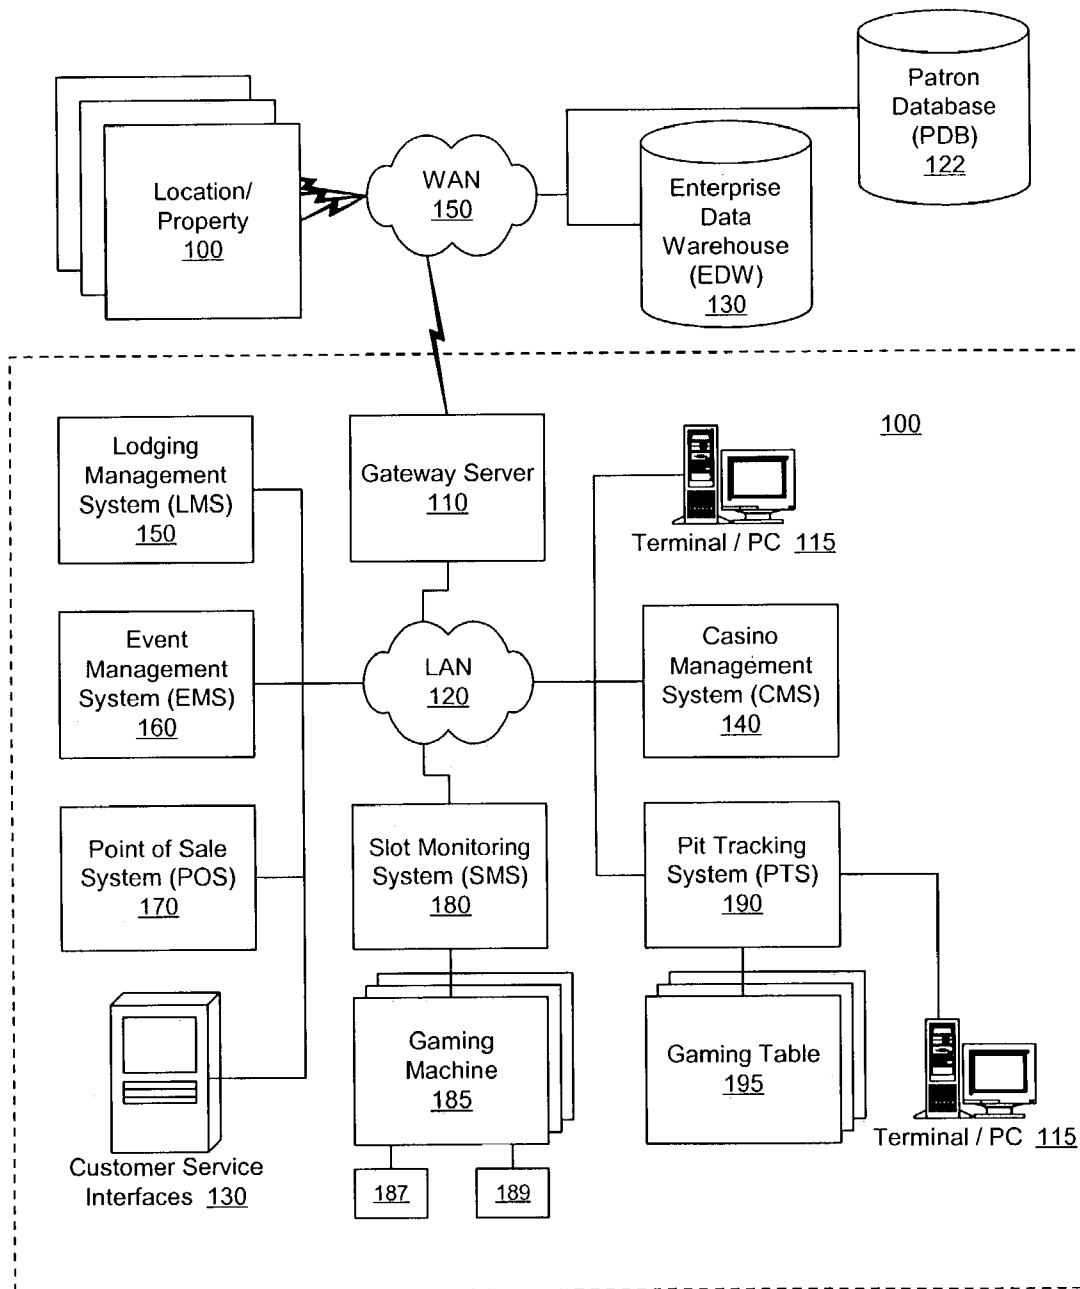 Patron
Database
(PDB)
122
WAN
150
Enterprise
Data
Warehouse
(EDW)
130
Location/
Property
100
100
Lodging
Management
System (LMS)
150
Gateway Server
110
Terminal / PC 115
Event
Management
System (EMS)
160
LAN
120
Casino
Management
System (CMS)
140
Point of Sale
System (POS)
170
Slot Monitoring
System (SMS)
180
Pit Tracking
System (PTS)
190
Gaming
Machine
185
Gaming Table
195
Terminal / PC 115
Customer Service
Interfaces 130
187
189